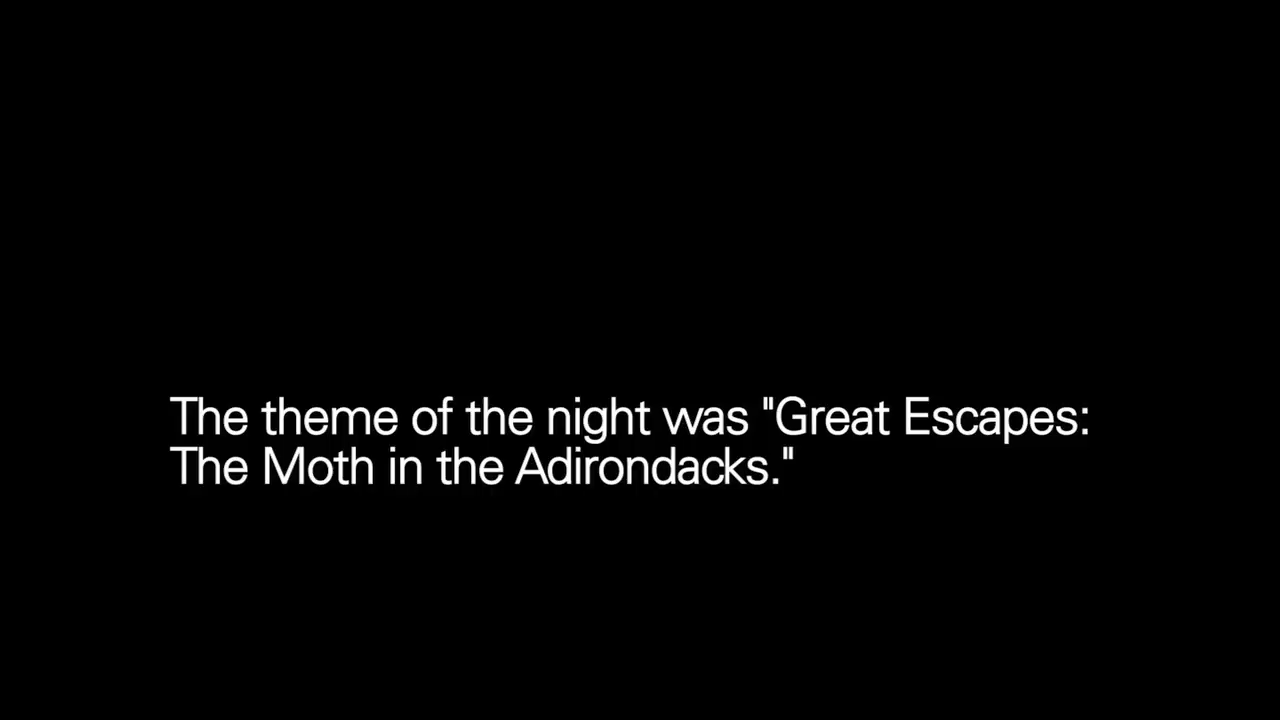 The theme of the night was "Great Escapes:
The Moth in the Adirondacks."